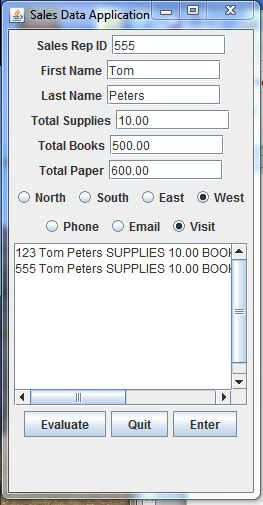 Sales Data Application
Sales Rep ID 555
First Name Tom
Last Name Peters
Total Supplies 10.00
Total Books 500.00
Total Paper 600.00
North South East West
Phone Email Visit
123 Tom Peters SUPPLIES 10.00 BOOK
555 Tom Peters SUPPLIES 10.00 BOOK
Evaluate Quit Enter